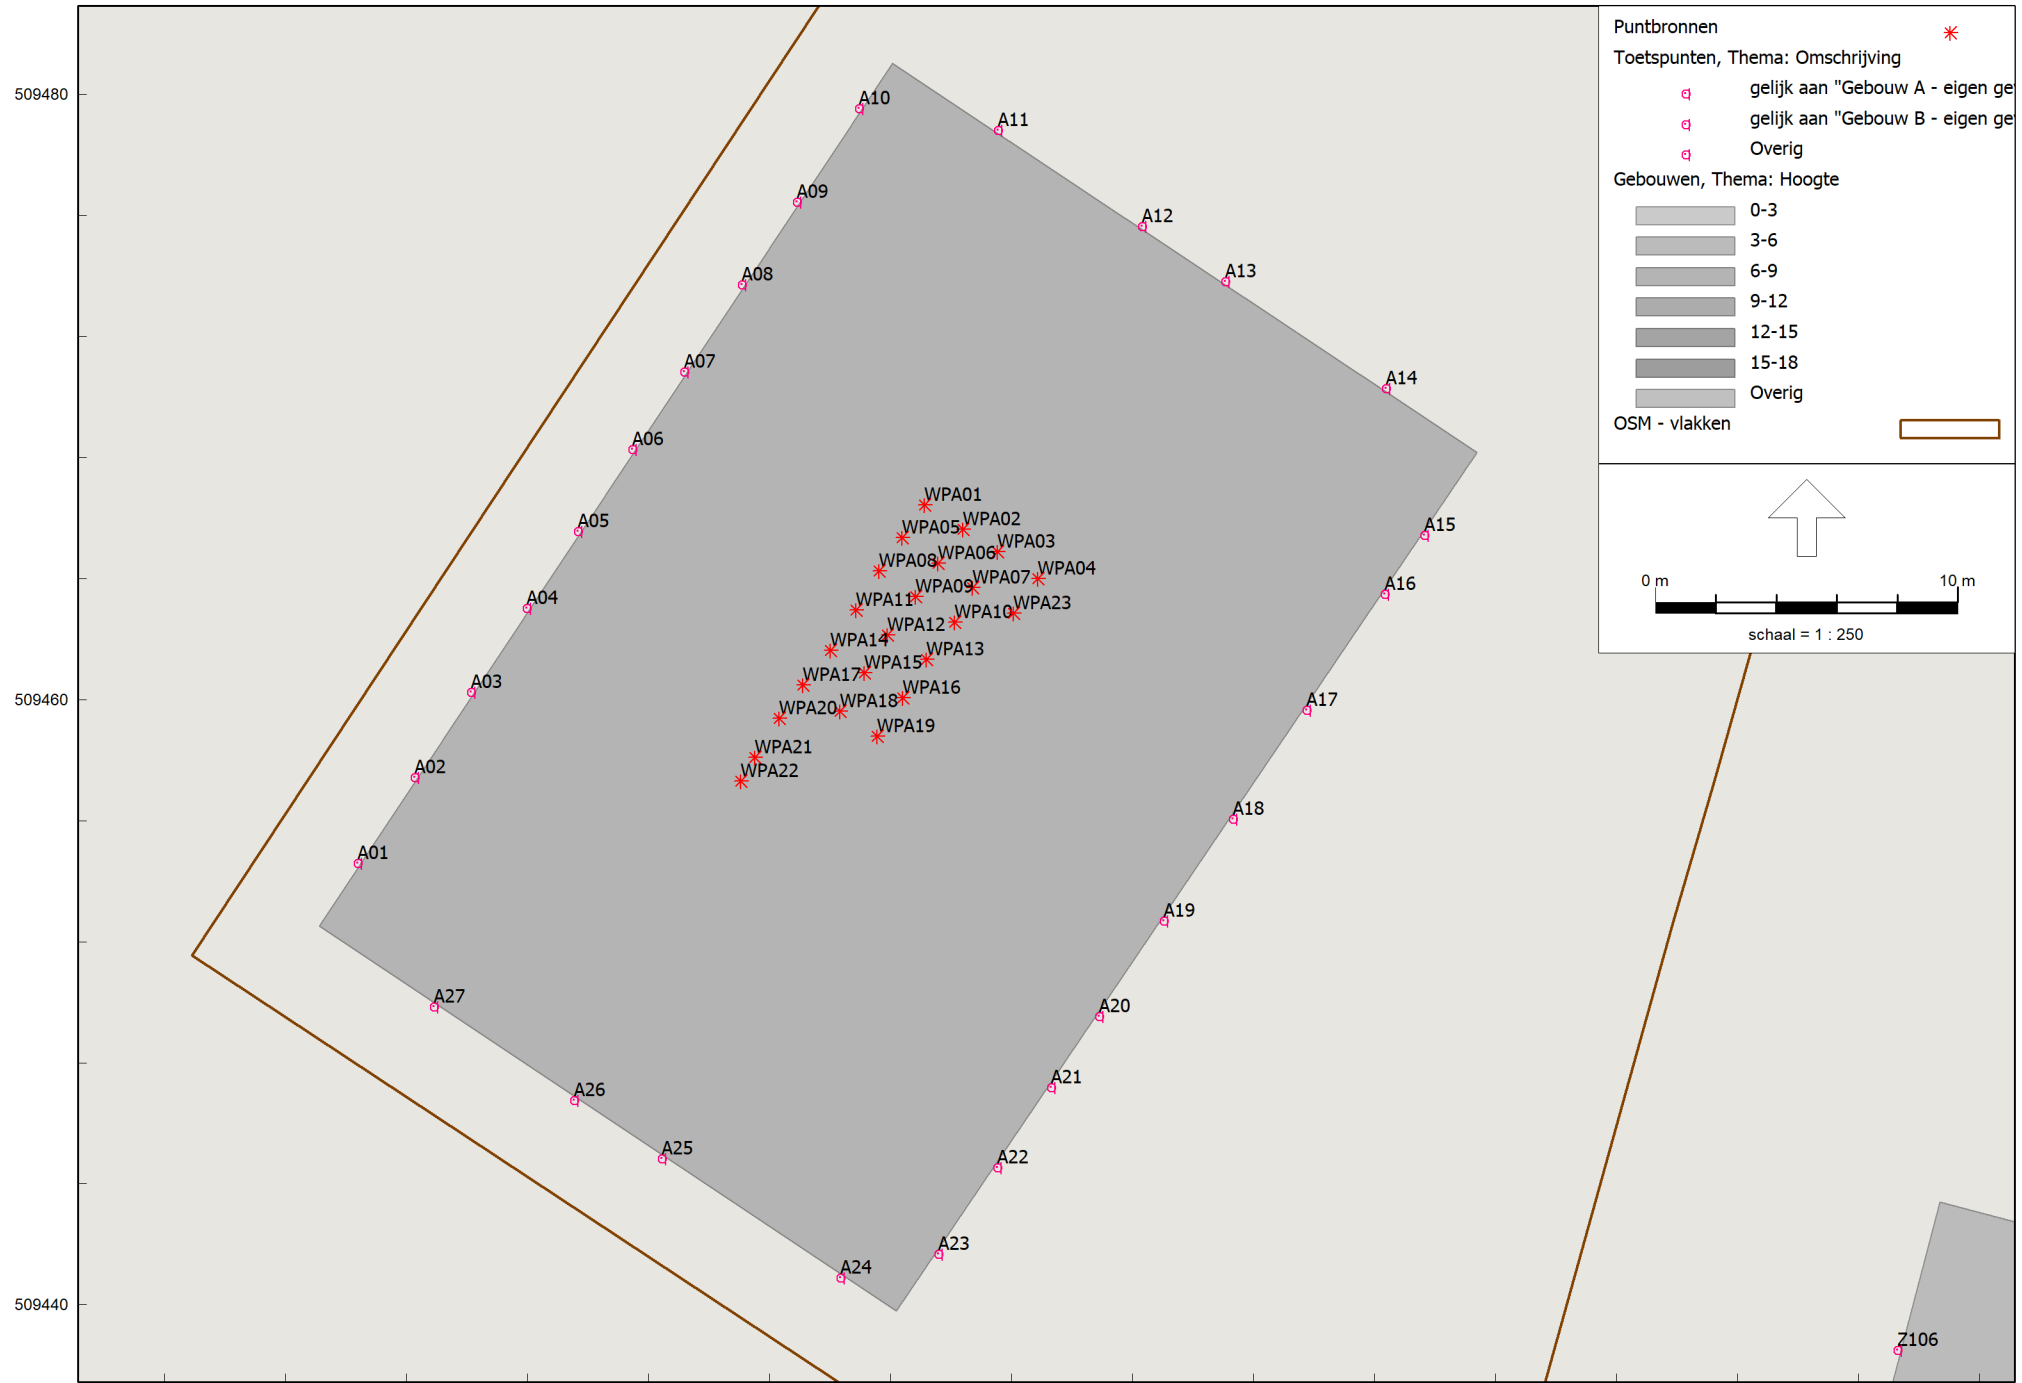 Puntbronnen
Toetspunten, Thema: Omschrijving
gelijk aan "Gebouw A - eigen ge
gelijk aan "Gebouw B - eigen ge
Overig
Gebouwen, Thema: Hoogte
0-3
3-6
6-9
9-12
12-15
15-18
Overig
OSM - vlakken
0 m 10 m
schaal = 1 : 250
509480
509460
509440
A10
A11
A09
A12
A13
A08
A07
A14
A06
A05
A15
A04
A16
A03
A17
A02
A18
A01
A19
A27
A20
A21
A26
A25
A22
A23
A24
WPA01
WPA02
WPA05
WPA03
WPA06
WPA08
WPA04
WPA07
WPA09
WPA11
WPA23
WPA10
WPA12
WPA14
WPA13
WPA15
WPA17
WPA16
WPA18
WPA20
WPA19
WPA21
WPA22
Z106